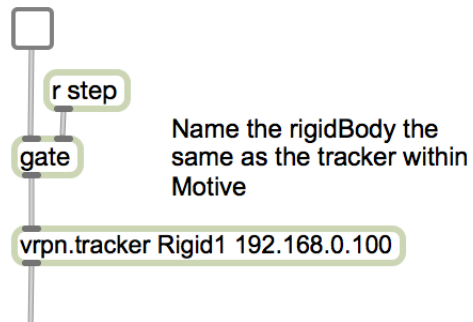 r step
gate
Name the rigidBody the
same as the tracker within
Motive
vrpn.tracker Rigid1 192.168.0.100